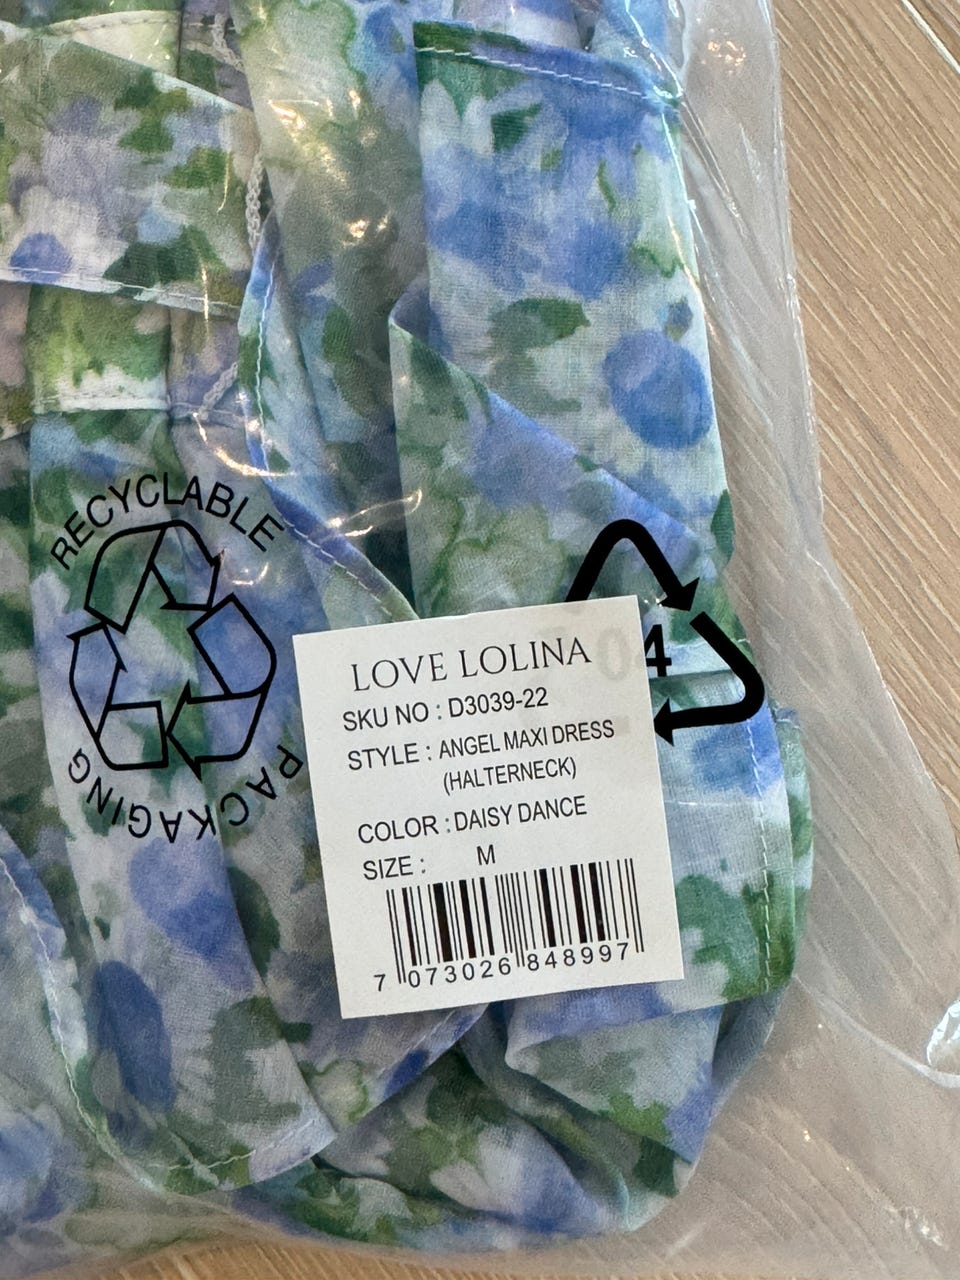 RECYCLABLE
PACKAGING
04
LOVE LOLINA
SKU NO : D3039-22
STYLE : ANGEL MAXI DRESS
(HALTERNECK)
COLOR : DAISY DANCE
SIZE : M
7 073026 848997